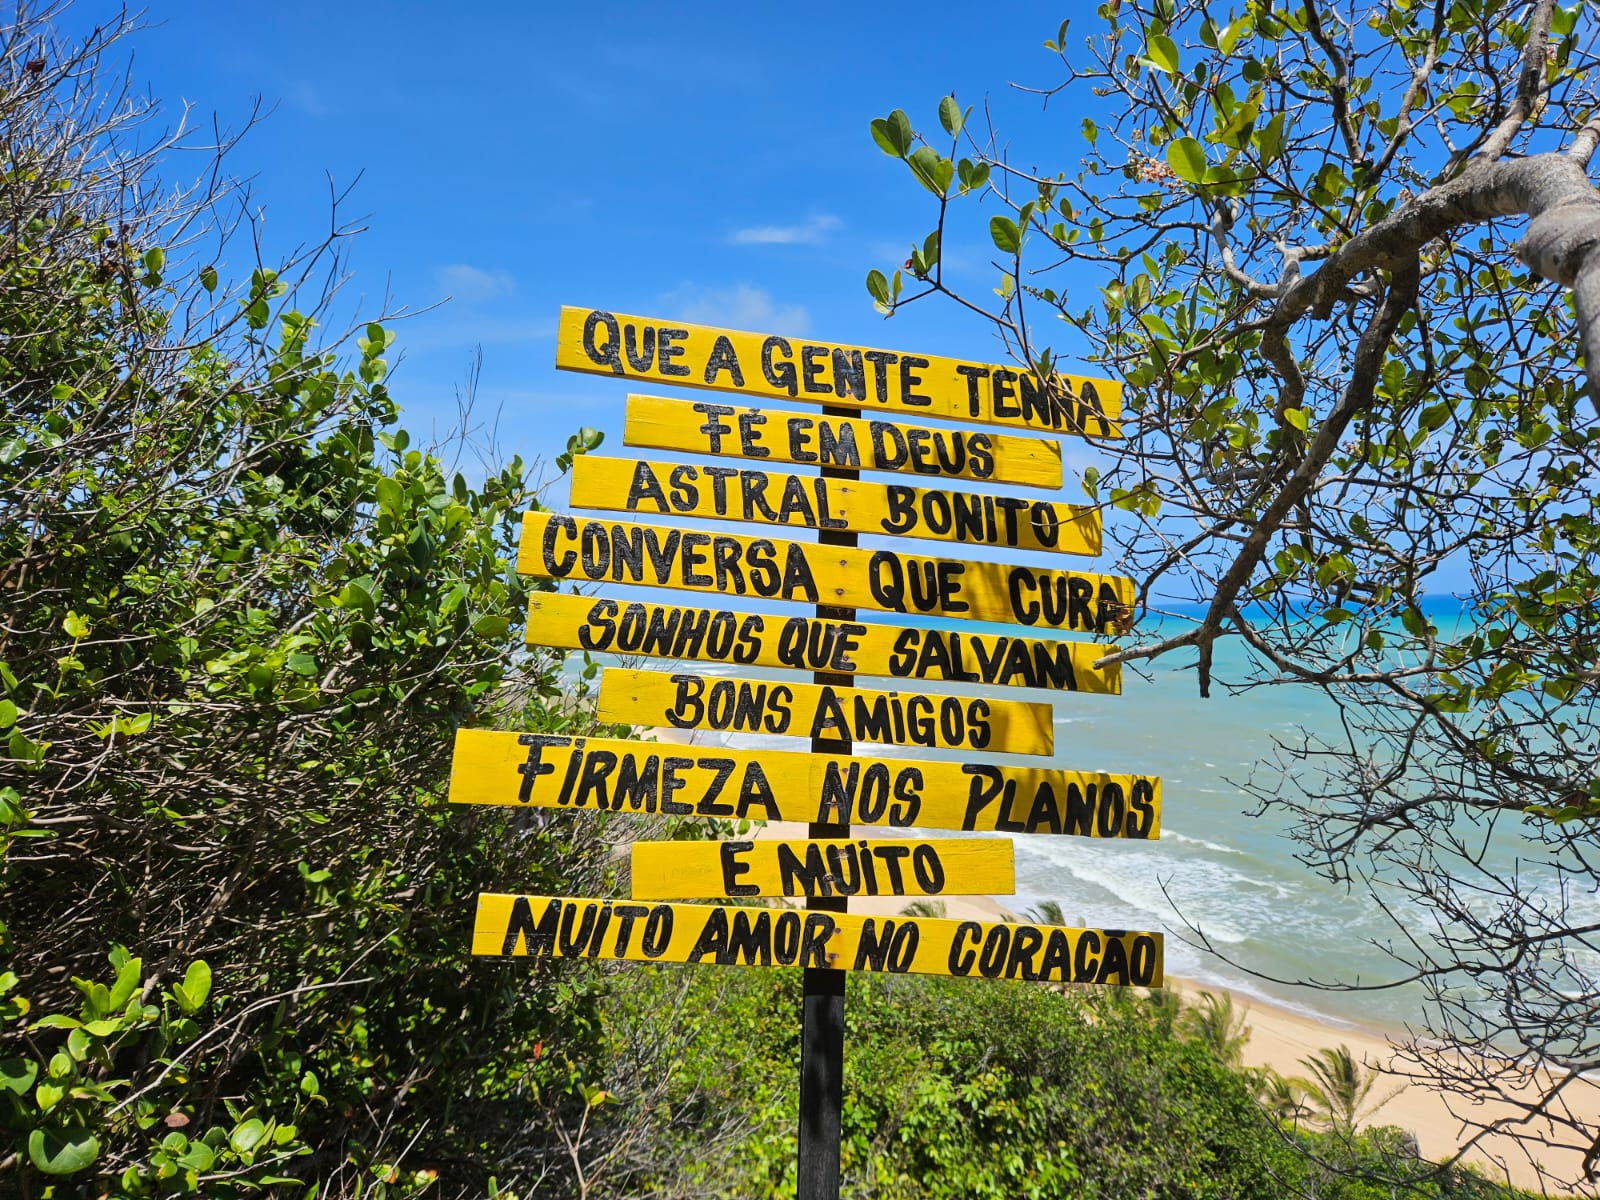 QUE A GENTE TENHA
FÉ EM DEUS
ASTRAL BONITO
CONVERSA QUE CURA
SONHOS QUE SALVAM
BONS AMIGOS
FIRMEZA NOS PLANOS
E MUITO
MUITO AMOR NO CORAÇÃO